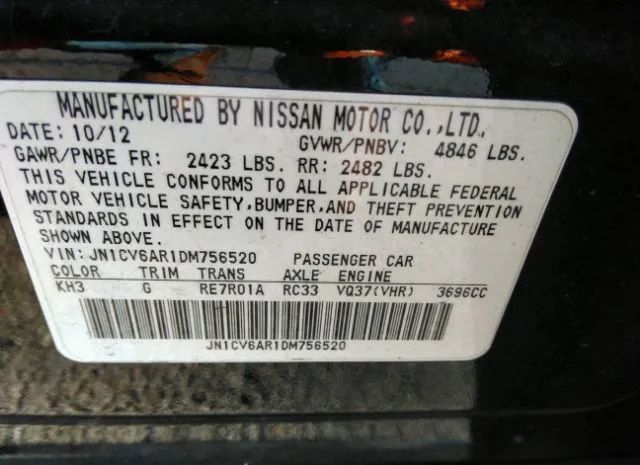 MANUFACTURED BY NISSAN MOTOR CO.,LTD.
DATE: 10/12 GVWR/PNBV: 4846 LBS.
GAWR/PNBE FR: 2423 LBS. RR: 2482 LBS.
THIS VEHICLE CONFORMS TO ALL APPLICABLE FEDERAL
MOTOR VEHICLE SAFETY, BUMPER, AND THEFT PREVENTION
STANDARDS IN EFFECT ON THE DATE OF MANUFACTURE
SHOWN ABOVE.
VIN: JN1CV6AR1DM756520 PASSENGER CAR
COLOR TRIM TRANS AXLE ENGINE
KH3 G RE7R01A RC33 VQ37(VHR) 3696CC
JN1CV6AR1DM756520